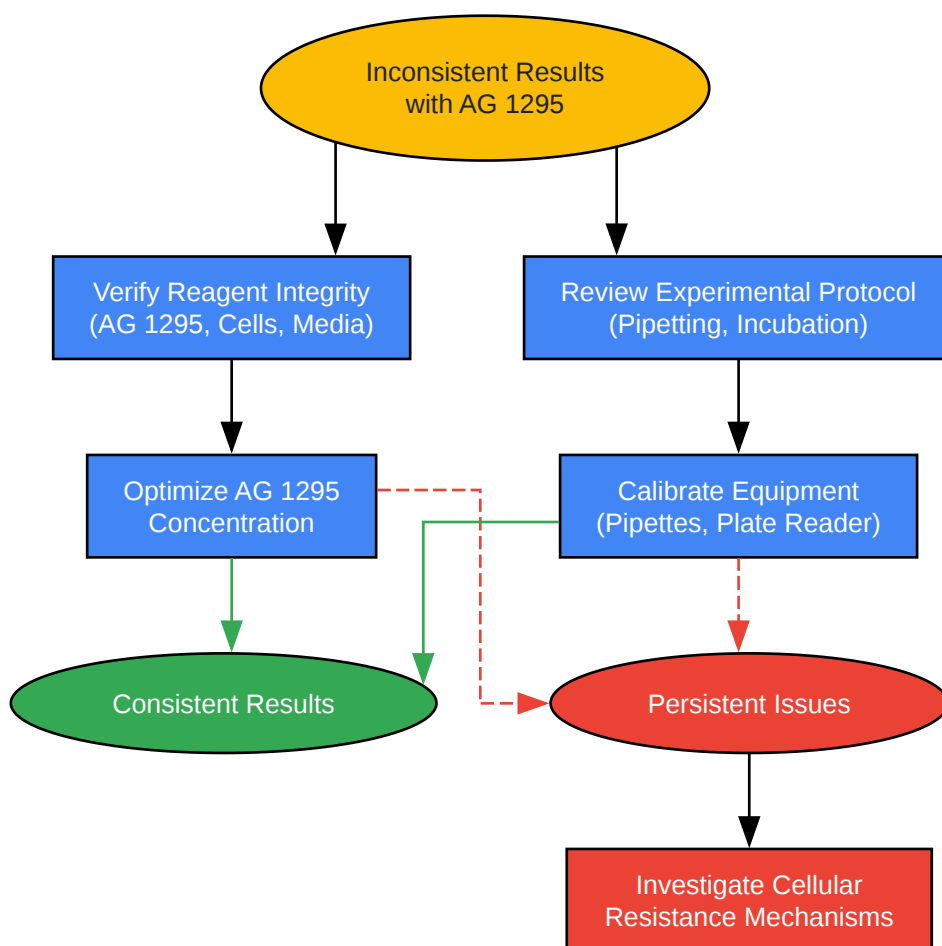 Inconsistent Results
with AG 1295
Verify Reagent Integrity
(AG 1295, Cells, Media)
Review Experimental Protocol
(Pipetting, Incubation)
Optimize AG 1295
Concentration
Calibrate Equipment
(Pipettes, Plate Reader)
Consistent Results
Persistent Issues
Investigate Cellular
Resistance Mechanisms